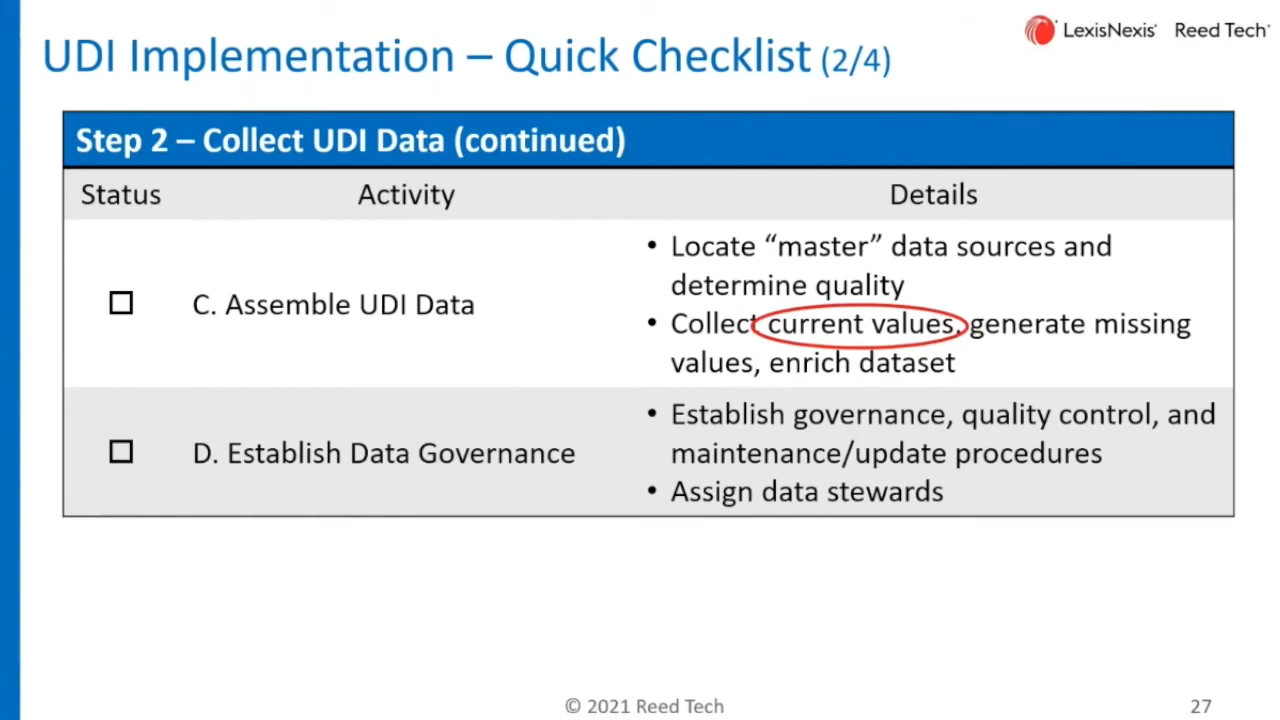 LexisNexis® Reed Tech®
UDI Implementation – Quick Checklist (2/4)
Step 2 – Collect UDI Data (continued)
Status Activity Details
C. Assemble UDI Data
• Locate “master” data sources and
determine quality
• Collect current values, generate missing
values, enrich dataset
D. Establish Data Governance
• Establish governance, quality control, and
maintenance/update procedures
• Assign data stewards
© 2021 Reed Tech
27